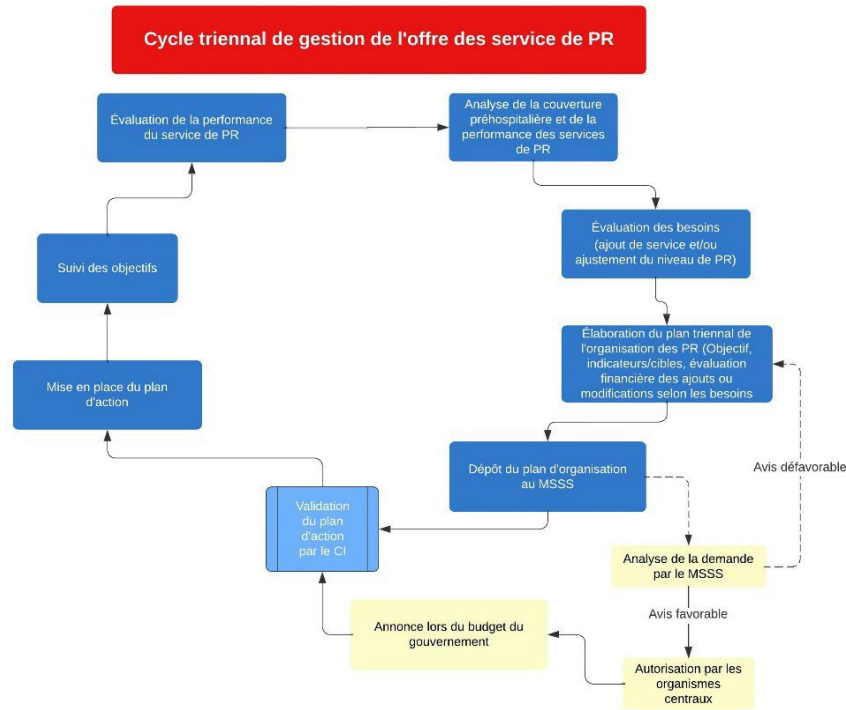 Cycle triennal de gestion de l'offre des service de PR
Évaluation de la performance
du service de PR
Analyse de la couverture
préhospitalière et de la
performance des services
de PR
Évaluation des besoins
(ajout de service et/ou
ajustement du niveau de PR)
Suivi des objectifs
Élaboration du plan triennal de
l'organisation des PR (Objectif,
indicateurs/cibles, évaluation
financière des ajouts ou
modifications selon les besoins
Mise en place du plan
d'action
Avis défavorable
Dépôt du plan d'organisation
au MSSS
Validation
du plan
d'action
par le CI
Analyse de la demande
par le MSSS
Avis favorable
Annonce lors du budget du
gouvernement
Autorisation par les
organismes
centraux